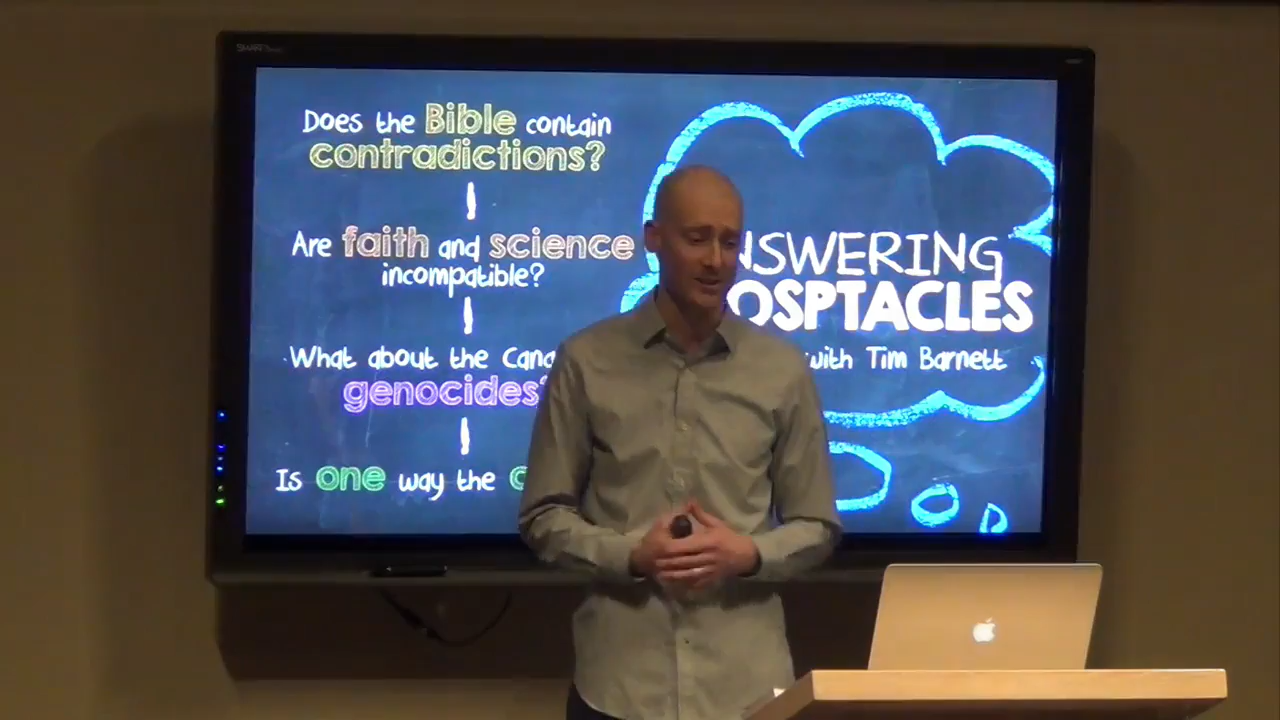 SMART
Does the Bible contain
contradictions?
Are faith and science
incompatible?
What about the Cana
genocides?
Is one way the
NSWERING
OSPTACLES
with Tim Barnett